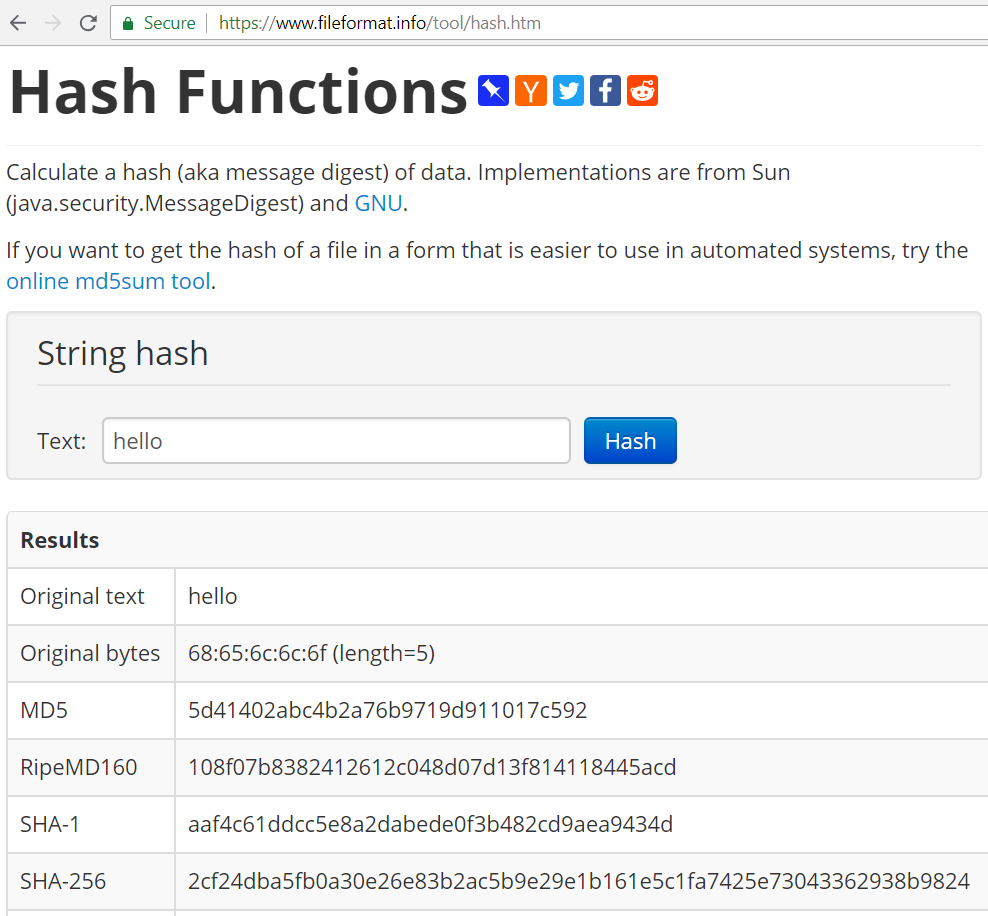 Secure https://www.fileformat.info/tool/hash.htm
Hash Functions
Calculate a hash (aka message digest) of data. Implementations are from Sun
(java.security.MessageDigest) and GNU.
If you want to get the hash of a file in a form that is easier to use in automated systems, try the
online md5sum tool.
String hash
Text: hello Hash
Results
Original text hello
Original bytes 68:65:6c:6c:6f (length=5)
MD5 5d41402abc4b2a76b9719d911017c592
RipeMD160 108f07b8382412612c048d07d13f814118445acd
SHA-1 aaf4c61ddcc5e8a2dabede0f3b482cd9aea9434d
SHA-256 2cf24dba5fb0a30e26e83b2ac5b9e29e1b161e5c1fa7425e73043362938b9824